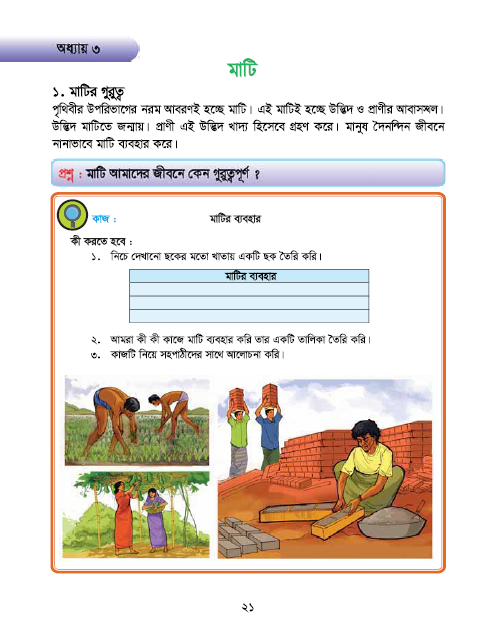 অধ্যায় ৩
মাটি
১. মাটির গুরুত্ব
পৃথিবীর উপরিভাগের নরম আবরণই হচ্ছে মাটি। এই মাটিই হচ্ছে উদ্ভিদ ও প্রাণীর আবাসস্থল।
উদ্ভিদ মাটিতে জন্মায়। প্রাণী এই উদ্ভিদ খাদ্য হিসেবে গ্রহণ করে। মানুষ দৈনন্দিন জীবনে
নানাভাবে মাটি ব্যবহার করে।
প্রশ্ন : মাটি আমাদের জীবনে কেন গুরুত্বপূর্ণ ?
কাজ : মাটির ব্যবহার
কী করতে হবে :
১. নিচে দেখানো ছকের মতো খাতায় একটি ছক তৈরি করি।
মাটির ব্যবহার
২. আমরা কী কী কাজে মাটি ব্যবহার করি তার একটি তালিকা তৈরি করি।
৩. কাজটি নিয়ে সহপাঠীদের সাথে আলোচনা করি।
২১